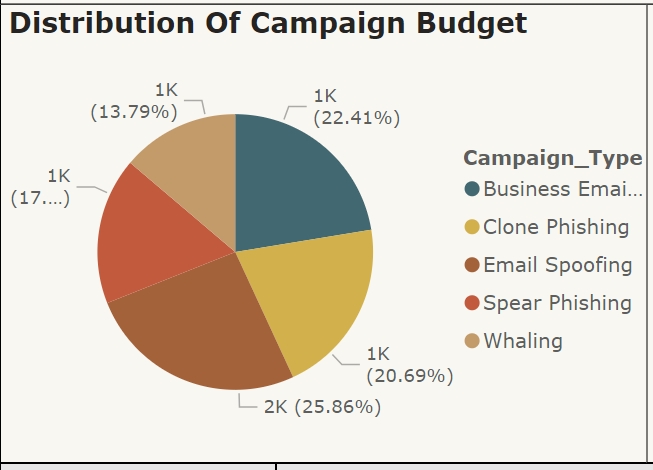 Distribution Of Campaign Budget
1K
(13.79%)
1K
(22.41%)
1K
(17....)
1K
(20.69%)
2K (25.86%)
Campaign_Type
Business Emai...
Clone Phishing
Email Spoofing
Spear Phishing
Whaling